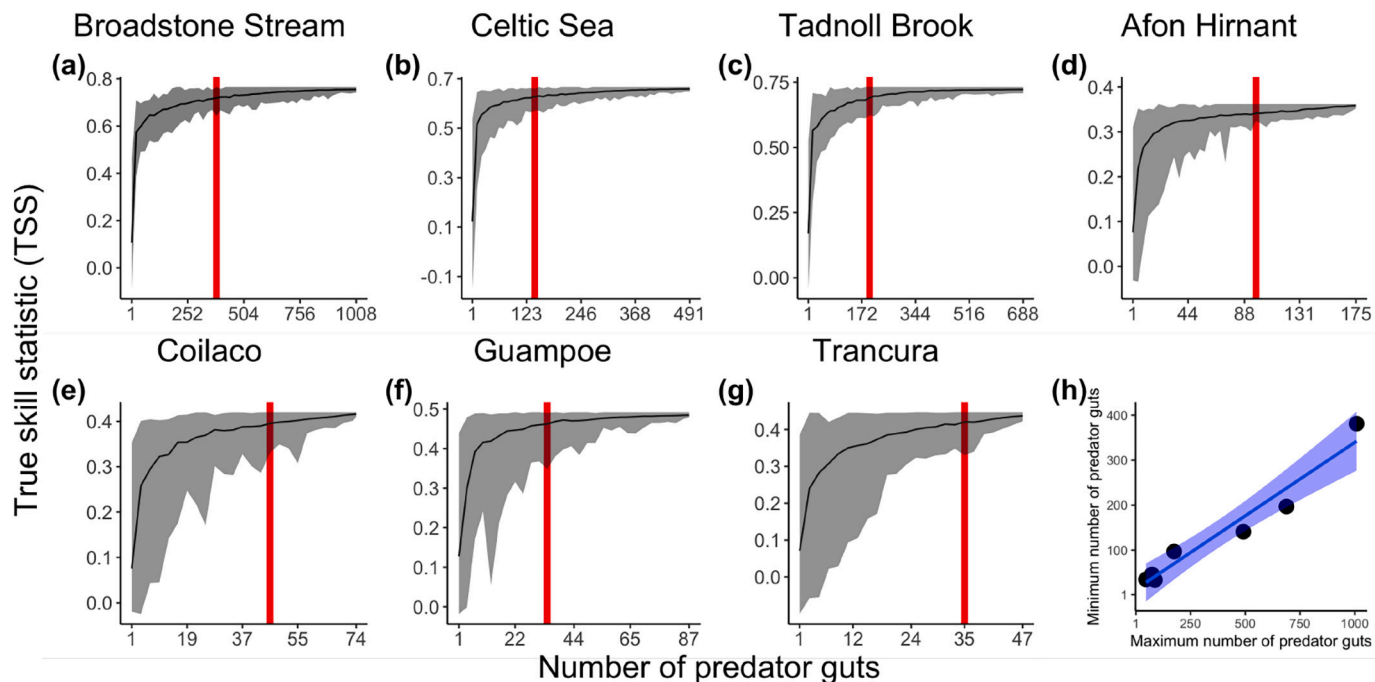 Broadstone Stream
Celtic Sea
Tadnoll Brook
Afon Hirnant
(a)
(b)
(c)
(d)
0.8
0.6
0.4
0.2
0.0
1 252 504 756 1008
0.7
0.5
0.3
0.1
-0.1
1 123 246 368 491
0.75
0.50
0.25
0.00
1 172 344 516 688
0.4
0.3
0.2
0.1
0.0
1 44 88 131 175
True skill statistic (TSS)
Coilaco
Guampoe
Trancura
(e)
(f)
(g)
(h)
0.4
0.3
0.2
0.1
0.0
1 19 37 55 74
0.5
0.4
0.3
0.2
0.1
0.0
1 22 44 65 87
0.4
0.3
0.2
0.1
0.0
1 12 24 35 47
Minimum number of predator guts
400
300
200
100
1
1 250 500 750 1000
Maximum number of predator guts
Number of predator guts